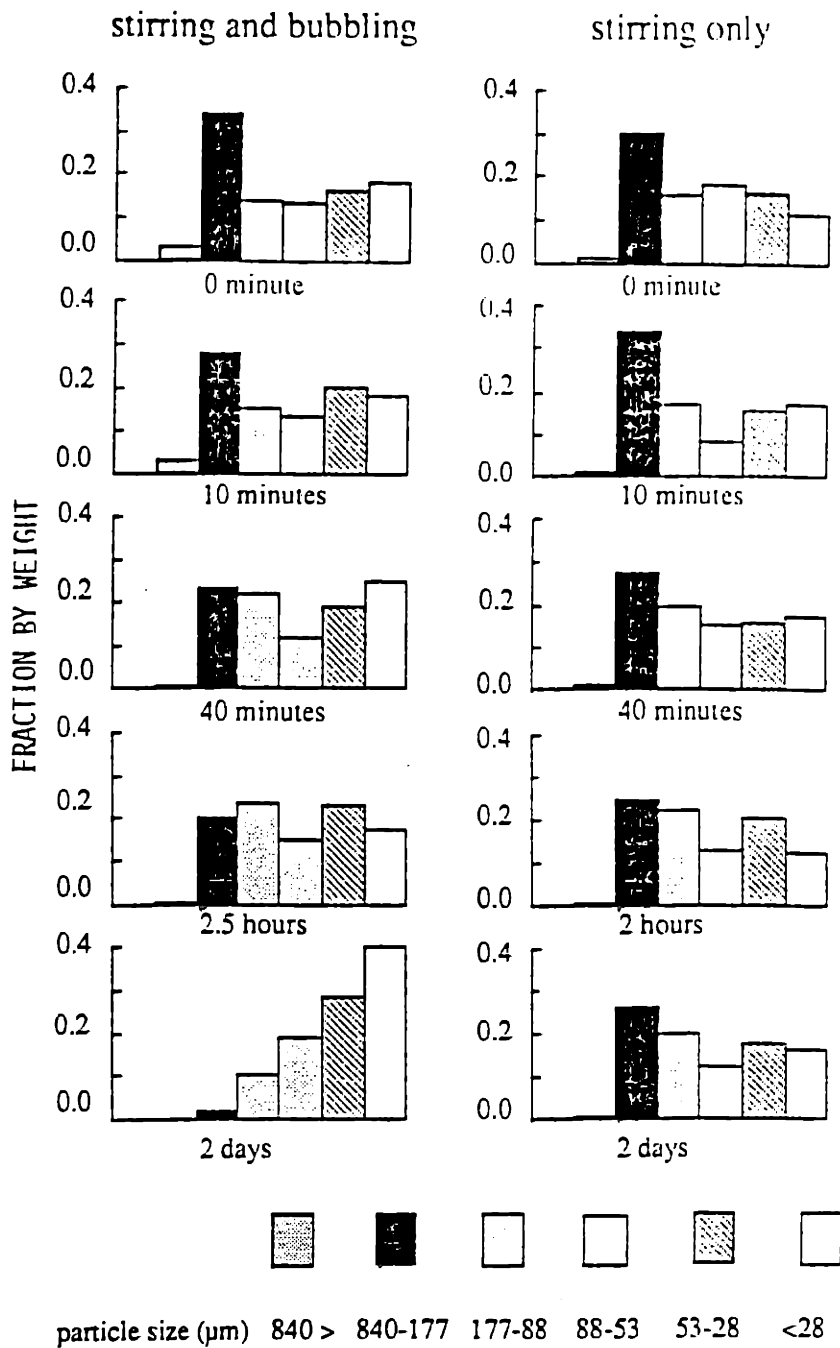 stirring and bubbling
stirring only
0.4
0.2
0.0
0 minute
0.4
0.2
0.0
0 minute
0.4
0.2
0.0
10 minutes
0.4
0.2
0.0
10 minutes
0.4
0.2
0.0
40 minutes
0.4
0.2
0.0
40 minutes
0.4
0.2
0.0
2.5 hours
0.4
0.2
0.0
2 hours
0.4
0.2
0.0
2 days
0.4
0.2
0.0
2 days
FRACTION BY WEIGHT
particle size (µm) 840 > 840-177 177-88 88-53 53-28 <28